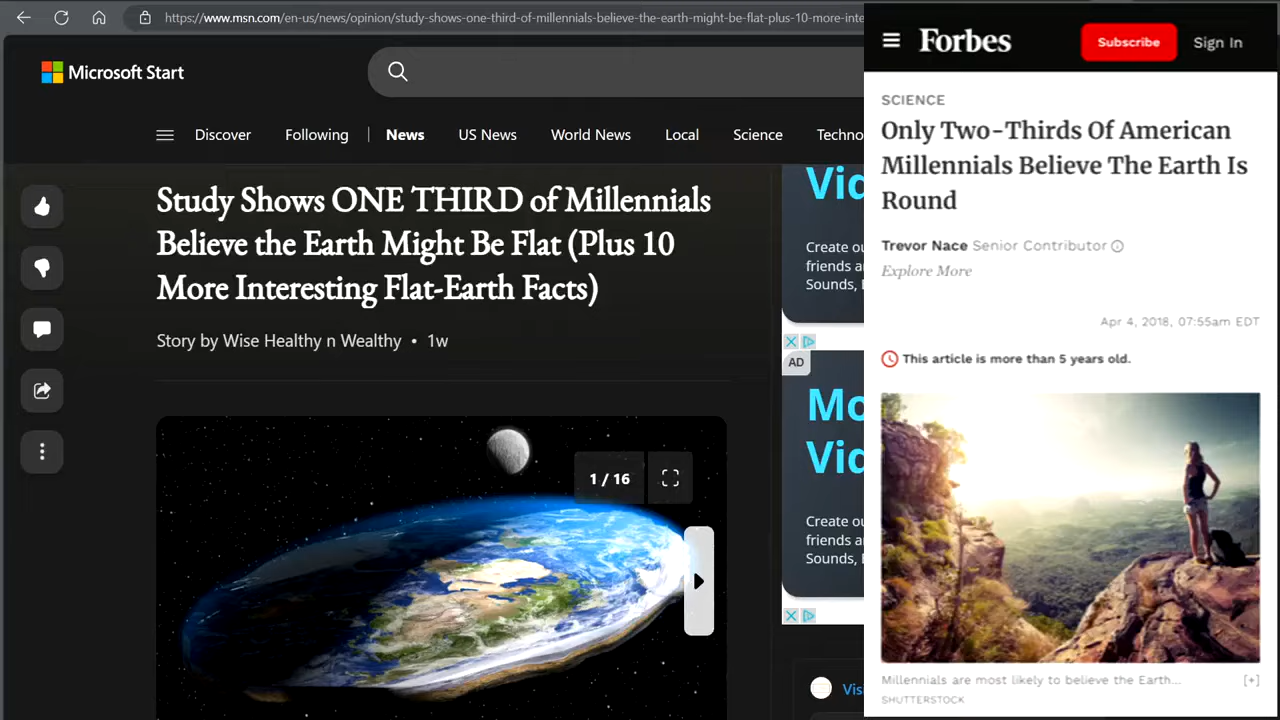 https://www.msn.com/en-us/news/opinion/study-shows-one-third-of-millennials-believe-the-earth-might-be-flat-plus-10-more-inte
Microsoft Start
Discover
Following
News
US News
World News
Local
Science
Techno
Study Shows ONE THIRD of Millennials
Believe the Earth Might Be Flat (Plus 10
More Interesting Flat-Earth Facts)
Story by Wise Healthy n Wealthy • 1w
1 / 16
Vid
Create ou
friends a
Sounds,
AD
Mo
Vid
Create ou
friends a
Sounds,
Vis
Forbes
Subscribe
Sign In
SCIENCE
Only Two-Thirds Of American
Millennials Believe The Earth Is
Round
Trevor Nace Senior Contributor
Explore More
Apr 4, 2018, 07:55am EDT
This article is more than 5 years old.
Millennials are most likely to believe the Earth... [+]
SHUTTERSTOCK